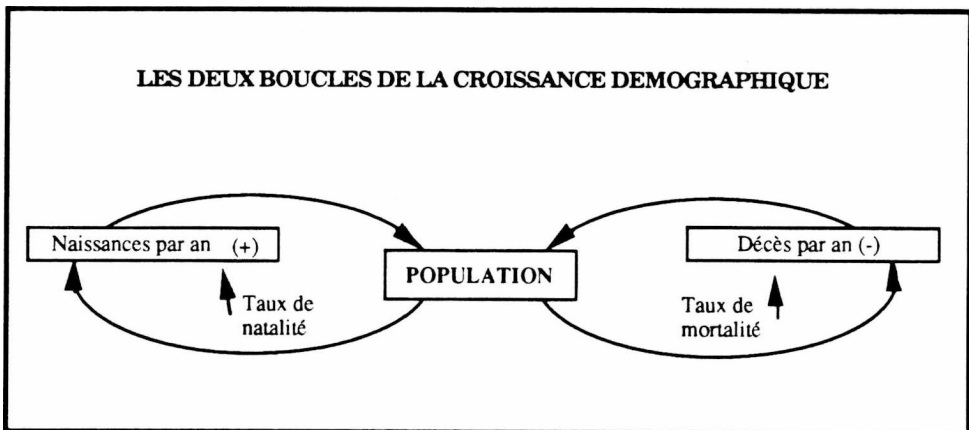 LES DEUX BOUCLES DE LA CROISSANCE DEMOGRAPHIQUE
Naissances par an (+)
Taux de
natalité
POPULATION
Décès par an (-)
Taux de
mortalité